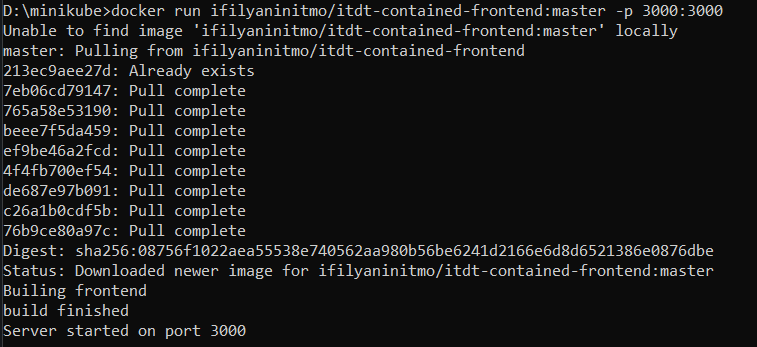 D:\minikube>docker run ifilyaninitmo/itdt-contained-frontend:master -p 3000:3000
Unable to find image 'ifilyaninitmo/itdt-contained-frontend:master' locally
master: Pulling from ifilyaninitmo/itdt-contained-frontend
213ec9aee27d: Already exists
7eb06cd79147: Pull complete
765a58e53190: Pull complete
beee7f5da459: Pull complete
ef9be46a2fcd: Pull complete
4f4fb700ef54: Pull complete
de687e97b091: Pull complete
c26a1b0cdf5b: Pull complete
76b9ce80a97c: Pull complete
Digest: sha256:08756f1022aea55538e740562aa980b56be6241d2166e6d8d6521386e0876dbe
Status: Downloaded newer image for ifilyaninitmo/itdt-contained-frontend:master
Builing frontend
build finished
Server started on port 3000